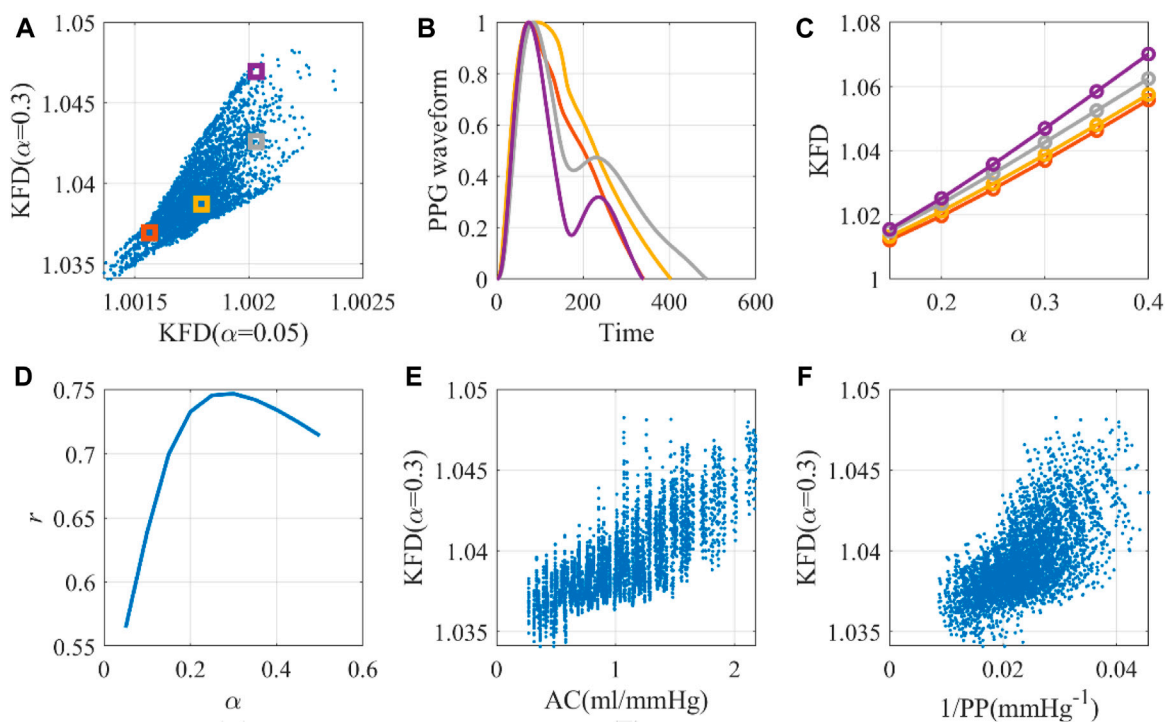 A
1.05
1.045
1.04
1.035
KFD(α=0.3)
1.0015
1.002
1.0025
KFD(α=0.05)
B
1
0.8
0.6
0.4
0.2
0
PPG waveform
0
200
400
600
Time
C
1.08
1.06
1.04
1.02
1
KFD
0.2
0.3
0.4
α
D
0.75
0.7
0.65
0.6
0.55
r
0
0.2
0.4
0.6
α
E
1.05
1.045
1.04
1.035
KFD(α=0.3)
1
2
AC(ml/mmHg)
F
1.05
1.045
1.04
1.035
KFD(α=0.3)
0
0.02
0.04
1/PP(mmHg⁻¹)